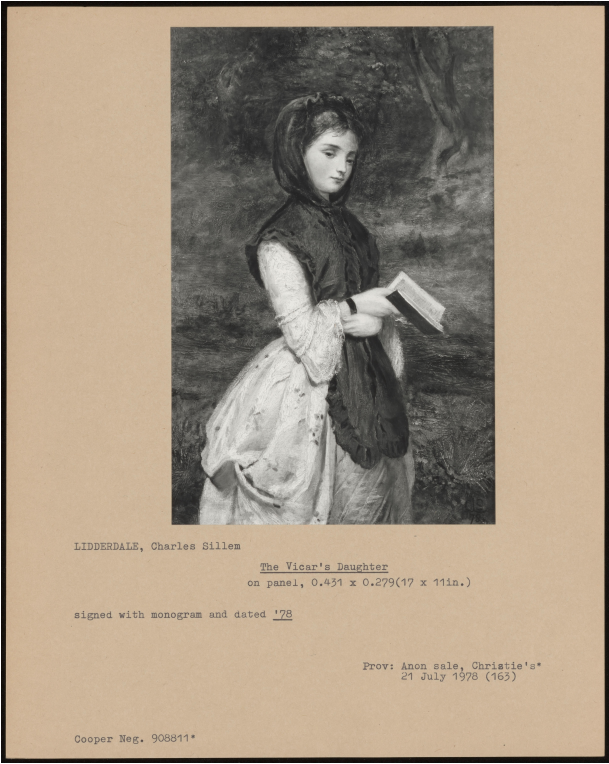 LIDDERDALE, Charles Sillem
The Vicar's Daughter
on panel, 0.431 x 0.279(17 x 11in.)
signed with monogram and dated '78
Prov: Anon sale, Christie's*
21 July 1978 (163)
Cooper Neg. 908811*